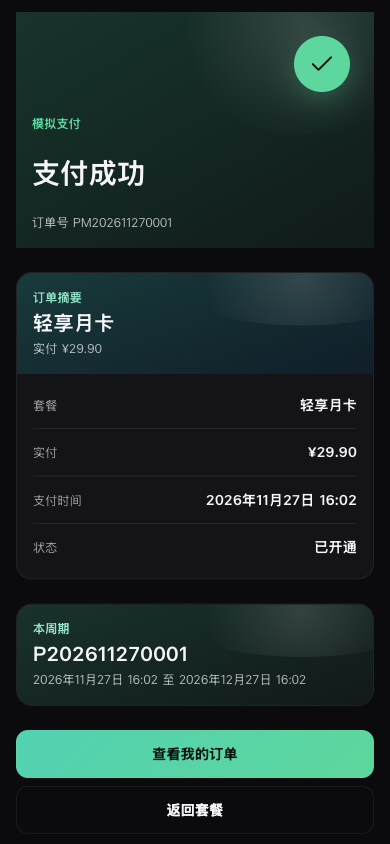 模拟支付
支付成功
订单号 PM202611270001
订单摘要
轻享月卡
实付 ¥29.90
套餐 轻享月卡
实付 ¥29.90
支付时间 2026年11月27日 16:02
状态 已开通
本周期
P202611270001
2026年11月27日 16:02 至 2026年12月27日 16:02
查看我的订单
返回套餐